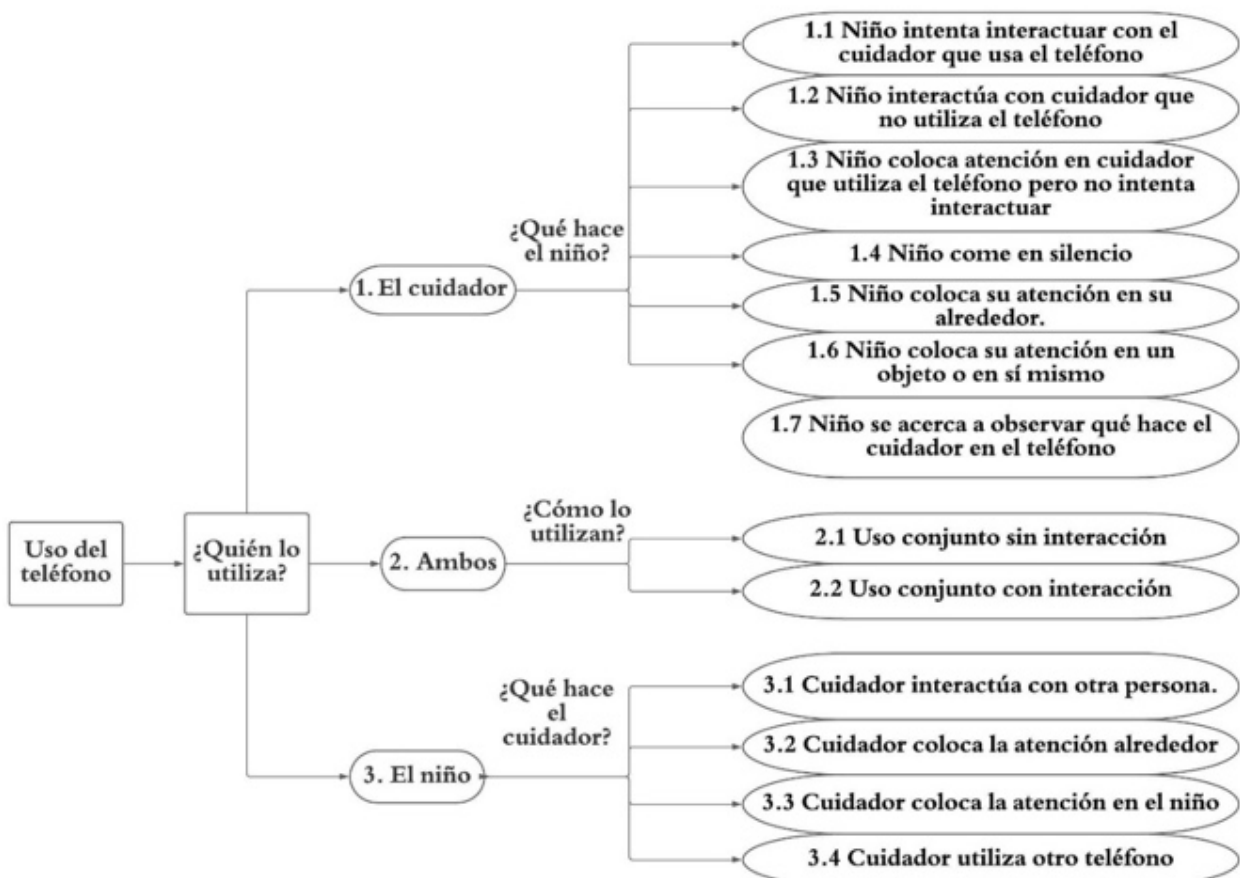 Uso del
teléfono
¿Quién lo
utiliza?
1. El cuidador
¿Qué hace
el niño?
1.1 Niño intenta interactuar con el
cuidador que usa el teléfono
1.2 Niño interactúa con cuidador que
no utiliza el teléfono
1.3 Niño coloca atención en cuidador
que utiliza el teléfono pero no intenta
interactuar
1.4 Niño come en silencio
1.5 Niño coloca su atención en su
alrededor.
1.6 Niño coloca su atención en un
objeto o en sí mismo
1.7 Niño se acerca a observar qué hace el
cuidador en el teléfono
2. Ambos
¿Cómo lo
utilizan?
2.1 Uso conjunto sin interacción
2.2 Uso conjunto con interacción
3. El niño
¿Qué hace
el
cuidador?
3.1 Cuidador interactúa con otra persona.
3.2 Cuidador coloca la atención alrededor
3.3 Cuidador coloca la atención en el niño
3.4 Cuidador utiliza otro teléfono